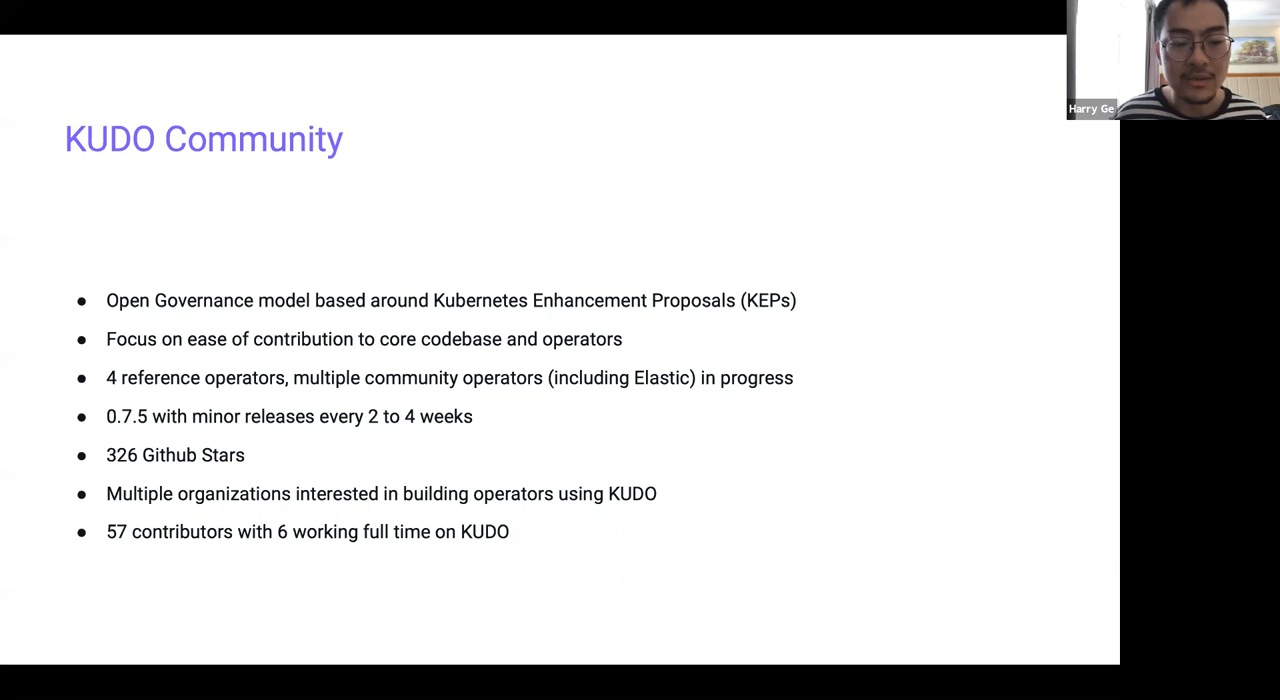 KUDO Community
Harry Ge
● Open Governance model based around Kubernetes Enhancement Proposals (KEPs)
● Focus on ease of contribution to core codebase and operators
● 4 reference operators, multiple community operators (including Elastic) in progress
● 0.7.5 with minor releases every 2 to 4 weeks
● 326 Github Stars
● Multiple organizations interested in building operators using KUDO
● 57 contributors with 6 working full time on KUDO